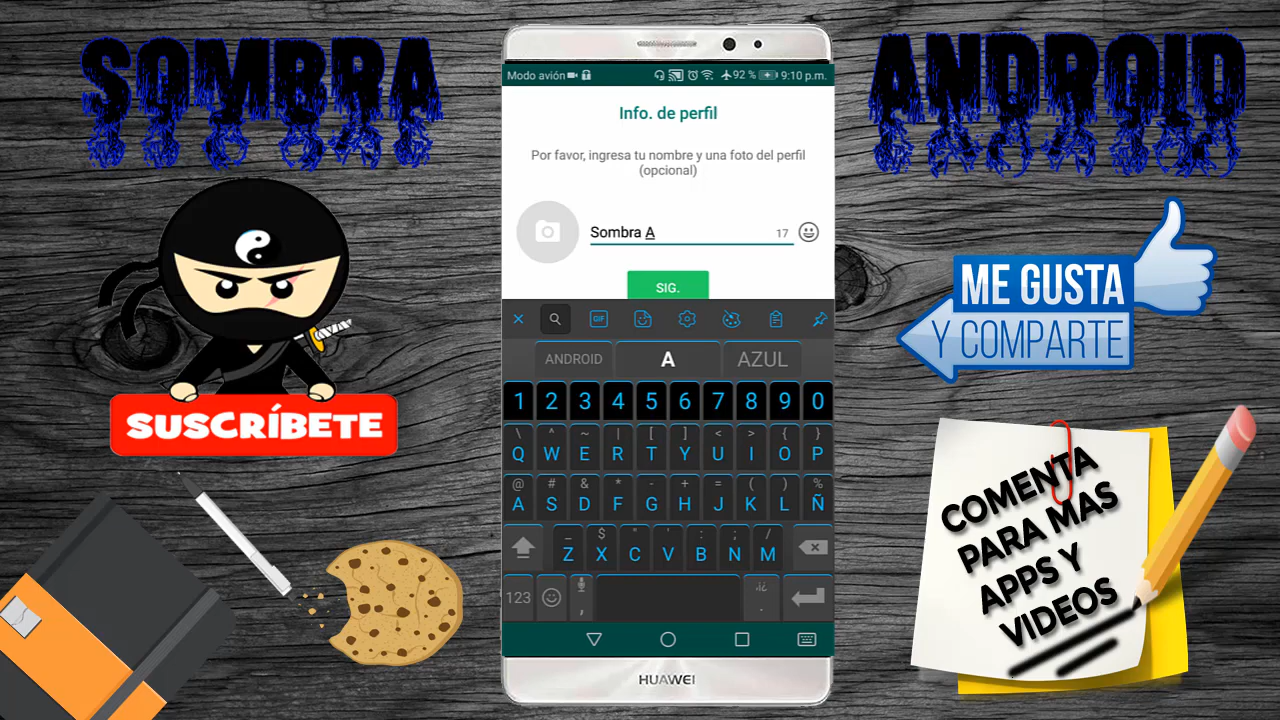 SOMBRA
ANDROID
Modo avión
92 %
9:10 p.m.
Info. de perfil
Por favor, ingresa tu nombre y una foto del perfil
(opcional)
Sombra A
17
SIG.
GIF
ANDROID A AZUL
1 2 3 4 5 6 7 8 9 0
\ ^ ~ | [ ] < > { }
Q W E R T Y U I O P
@ # & * - + = ( )
A S D F G H J K L Ñ
_ $ " ' : ; /
Z X C V B N M
123 , .
¡¿
HUAWEI
SUSCRÍBETE
ME GUSTA
Y COMPARTE
COMENTA
PARA MAS
APPS Y
VIDEOS